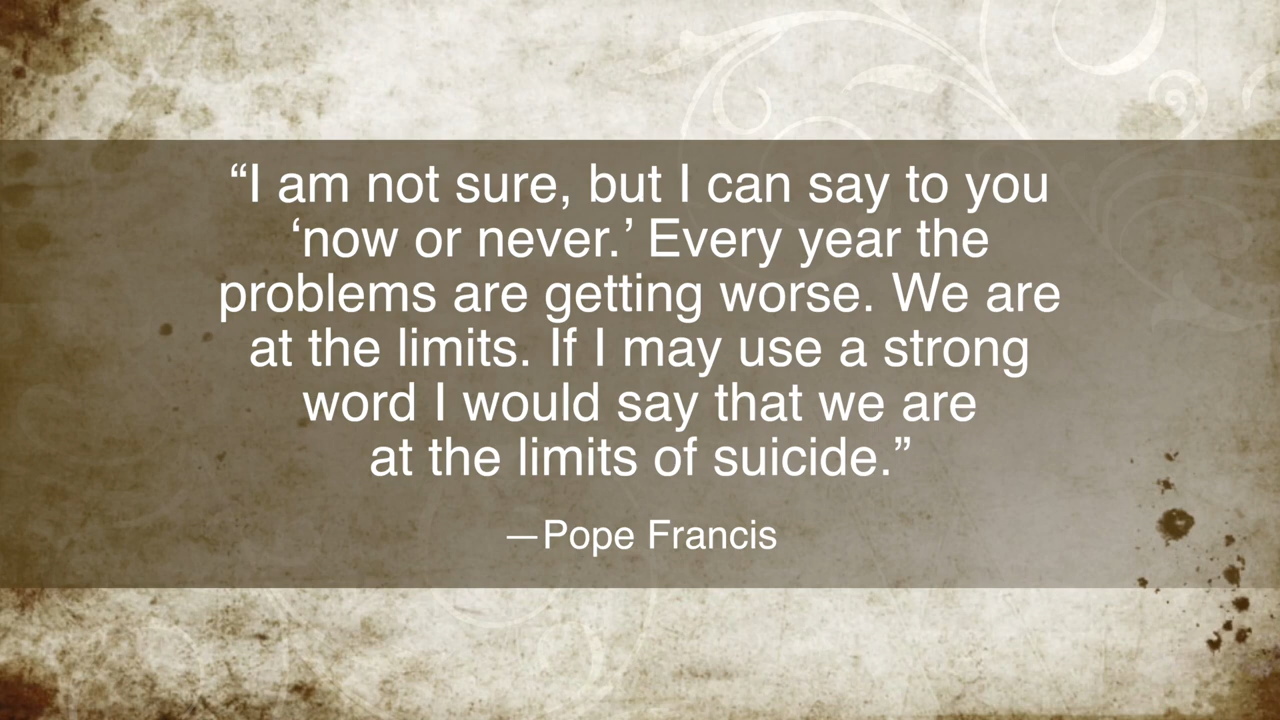 “I am not sure, but I can say to you
‘now or never.’ Every year the
problems are getting worse. We are
at the limits. If I may use a strong
word I would say that we are
at the limits of suicide.”
—Pope Francis